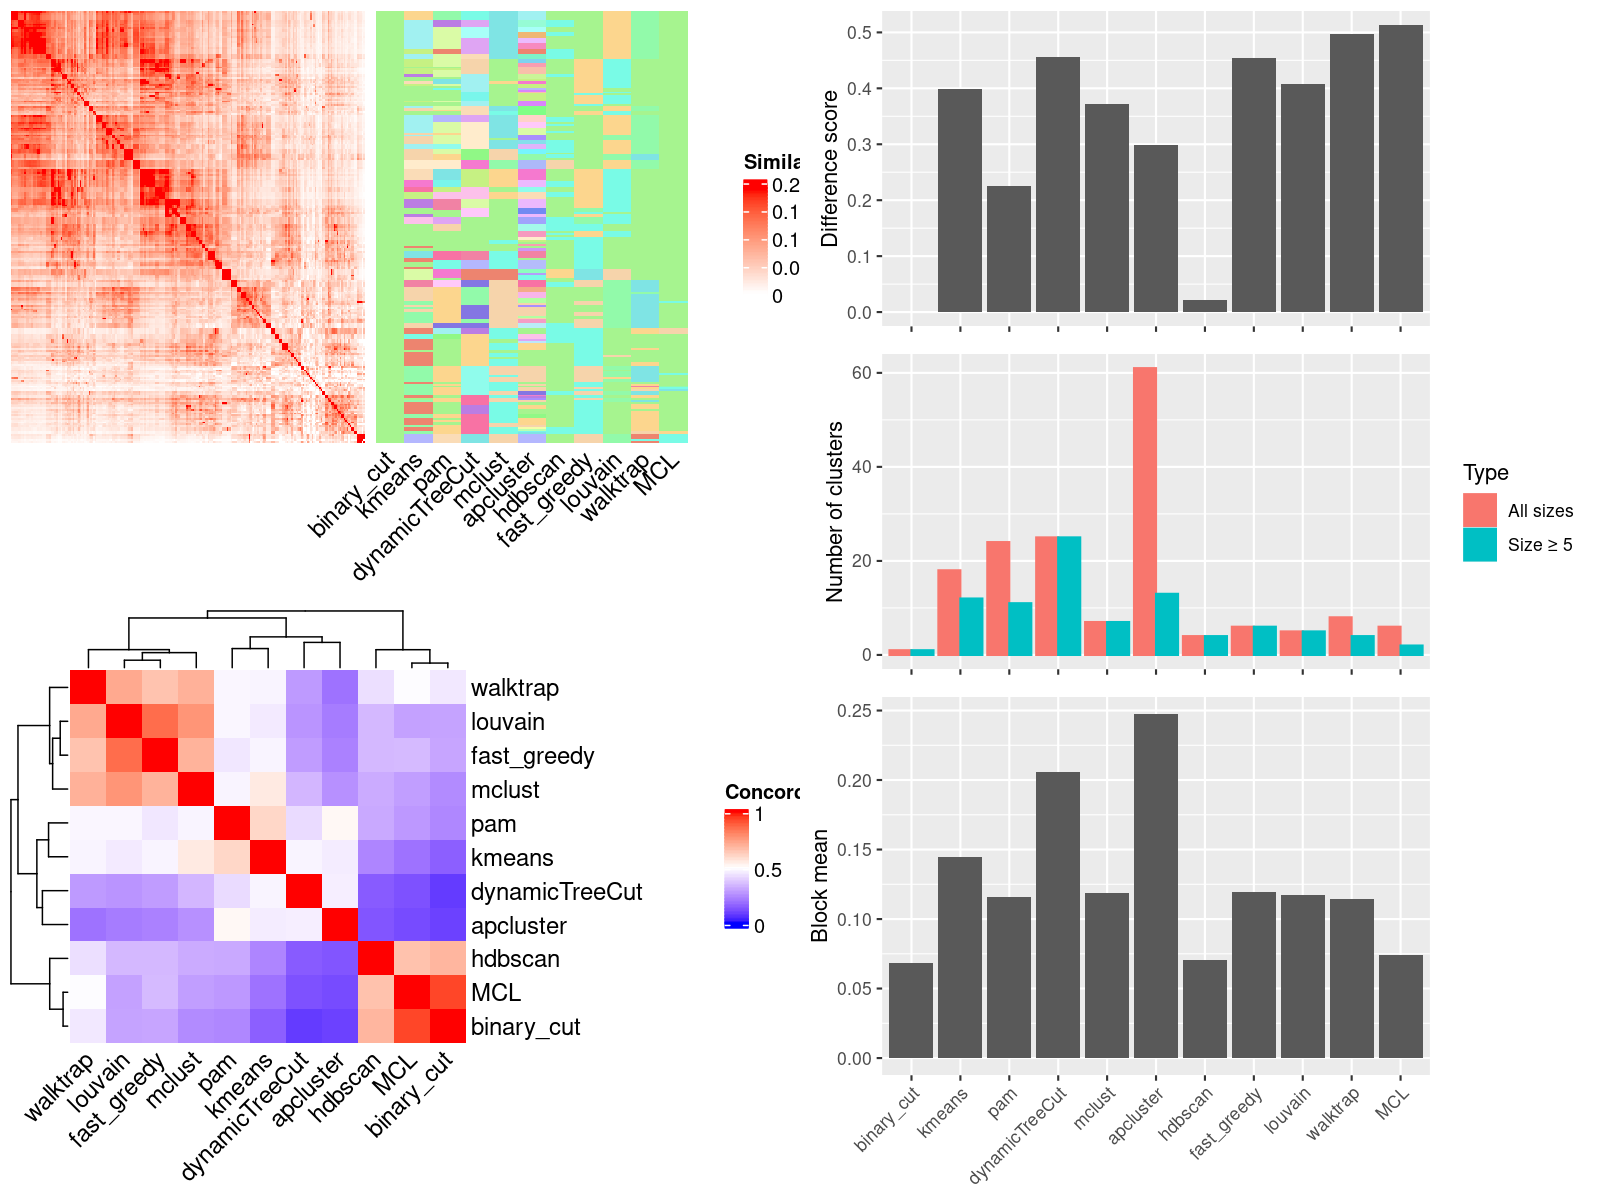 Simila
0.2
0.1
0.1
0.0
0
binary_cut
kmeans
pam
dynamicTreeCut
mclust
apcluster
hdbscan
fast_greedy
louvain
walktrap
MCL
walktrap
louvain
fast_greedy
mclust
pam
kmeans
dynamicTreeCut
apcluster
hdbscan
MCL
binary_cut
walktrap
louvain
fast_greedy
mclust
pam
kmeans
dynamicTreeCut
apcluster
hdbscan
MCL
binary_cut
Concord
1
0.5
0
Difference score
0.5
0.4
0.3
0.2
0.1
0.0
Number of clusters
60
40
20
0
Type
All sizes
Size ≥ 5
Block mean
0.25
0.20
0.15
0.10
0.05
0.00
binary_cut
kmeans
pam
dynamicTreeCut
mclust
apcluster
hdbscan
fast_greedy
louvain
walktrap
MCL